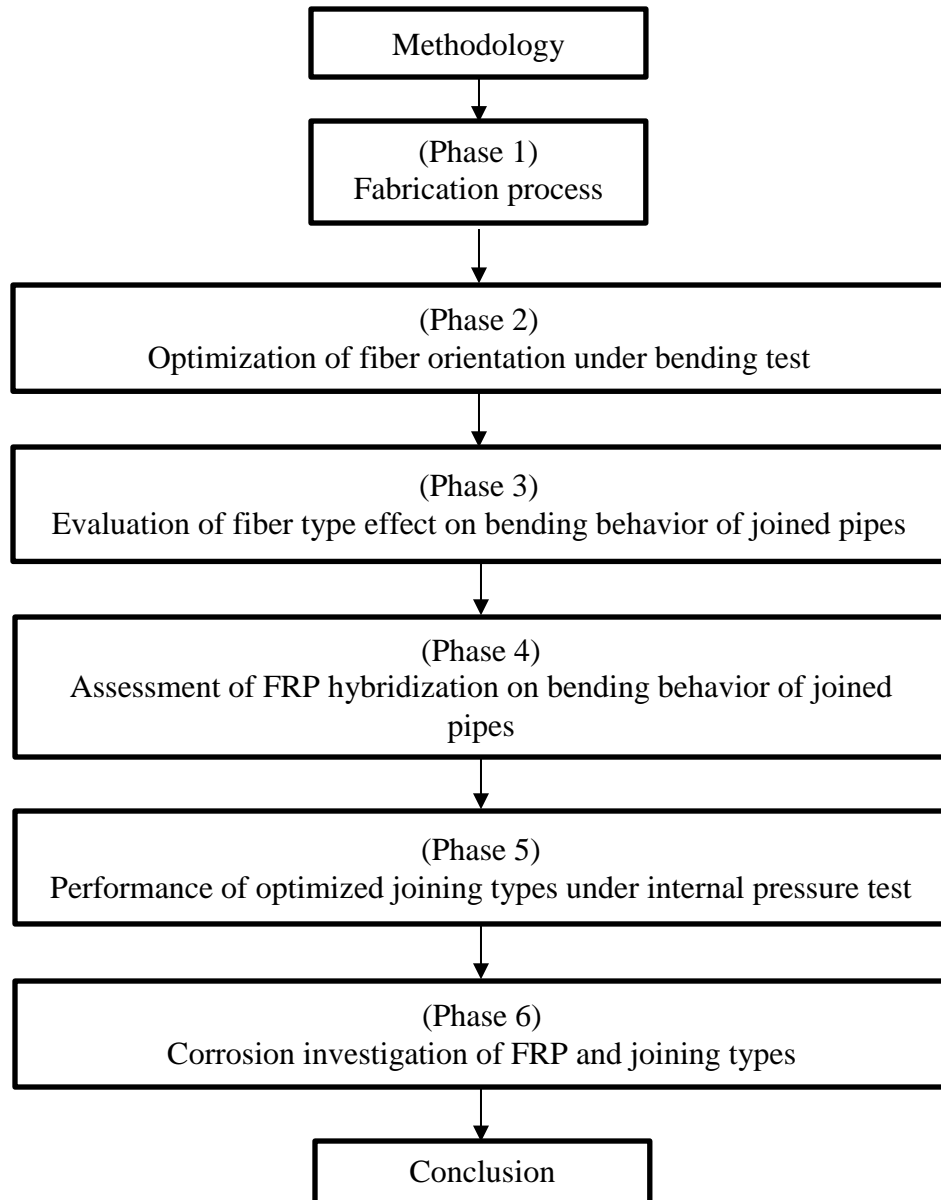 Methodology
(Phase 1)
Fabrication process
(Phase 2)
Optimization of fiber orientation under bending test
(Phase 3)
Evaluation of fiber type effect on bending behavior of joined pipes
(Phase 4)
Assessment of FRP hybridization on bending behavior of joined
pipes
(Phase 5)
Performance of optimized joining types under internal pressure test
(Phase 6)
Corrosion investigation of FRP and joining types
Conclusion